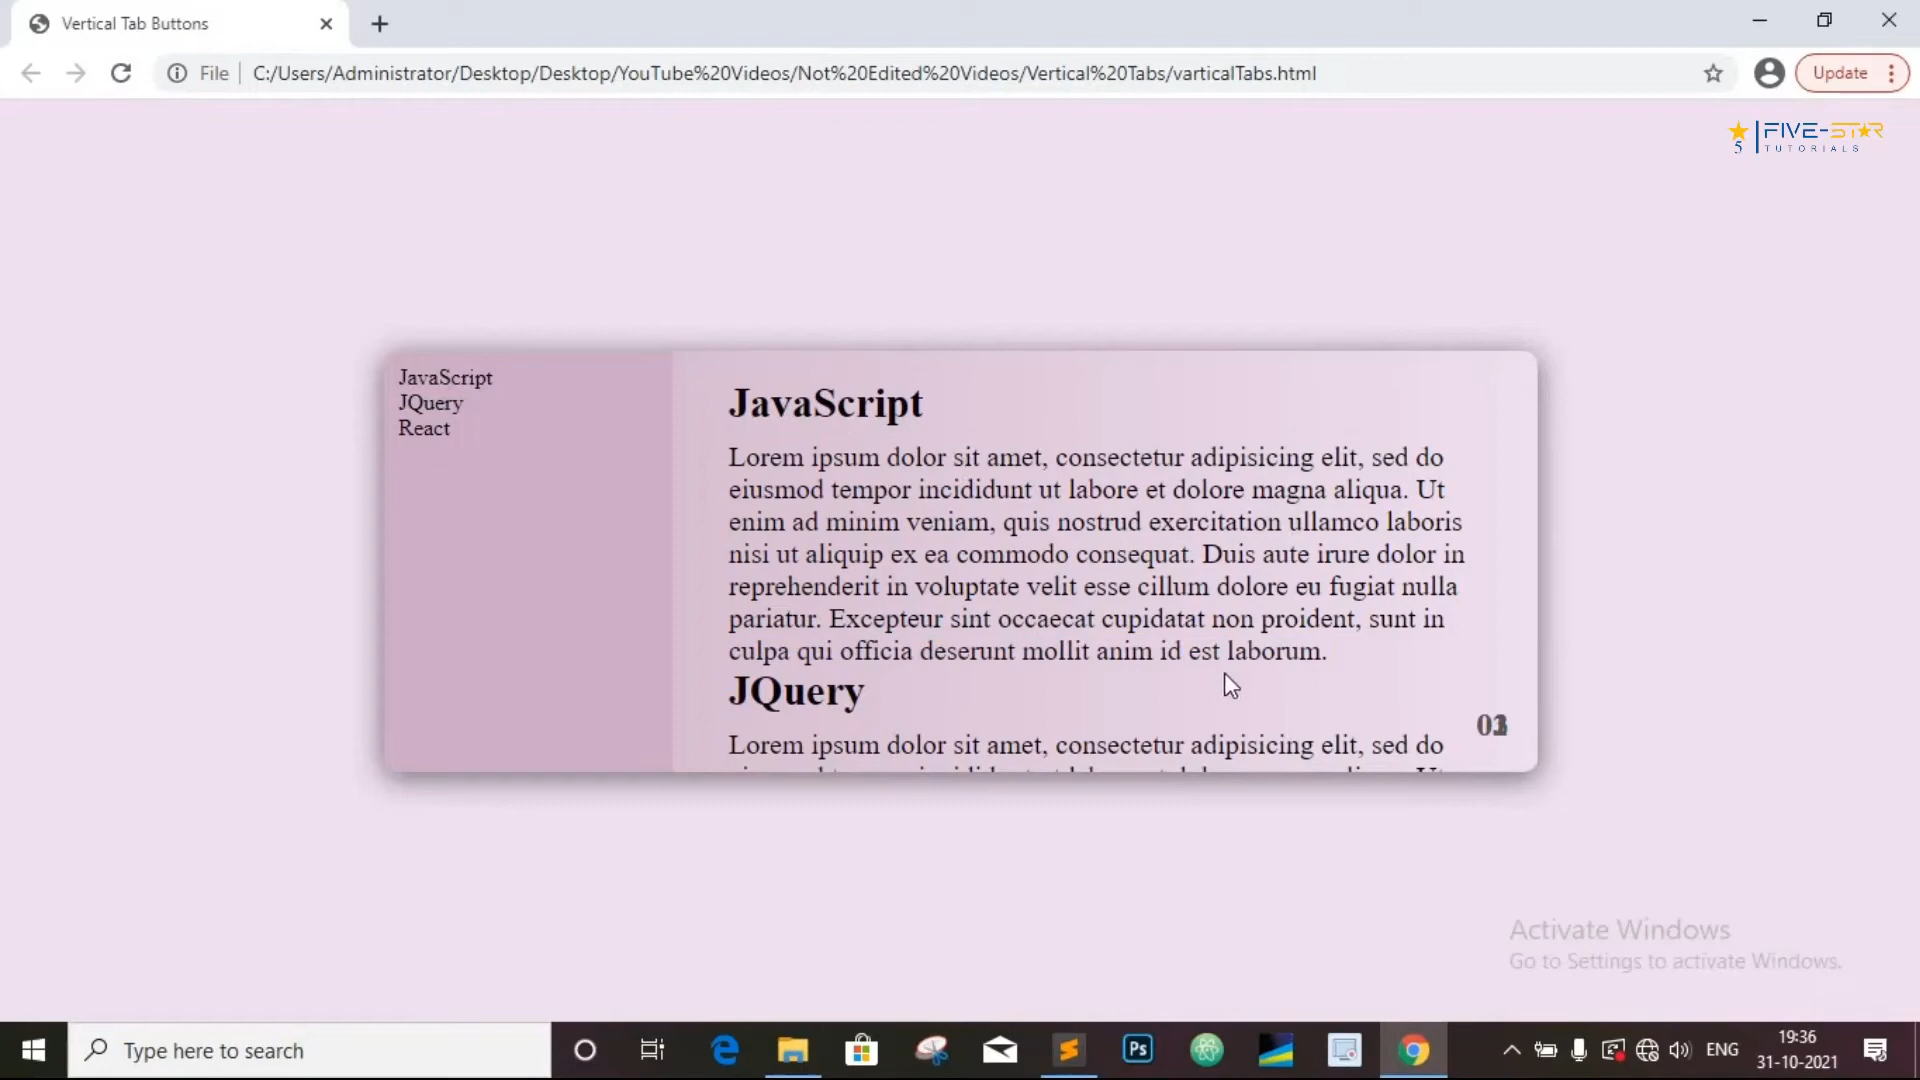 Vertical Tab Buttons
File
C:/Users/Administrator/Desktop/Desktop/YouTube%20Videos/Not%20Edited%20Videos/Vertical%20Tabs/varticalTabs.html
Update
5 FIVE-STAR
TUTORIALS
JavaScript
JQuery
React
JavaScript
Lorem ipsum dolor sit amet, consectetur adipisicing elit, sed do
eiusmod tempor incididunt ut labore et dolore magna aliqua. Ut
enim ad minim veniam, quis nostrud exercitation ullamco laboris
nisi ut aliquip ex ea commodo consequat. Duis aute irure dolor in
reprehenderit in voluptate velit esse cillum dolore eu fugiat nulla
pariatur. Excepteur sint occaecat cupidatat non proident, sunt in
culpa qui officia deserunt mollit anim id est laborum.
JQuery
Lorem ipsum dolor sit amet, consectetur adipisicing elit, sed do
Activate Windows
Go to Settings to activate Windows.
Type here to search
Ps
ENG
19:36
31-10-2021